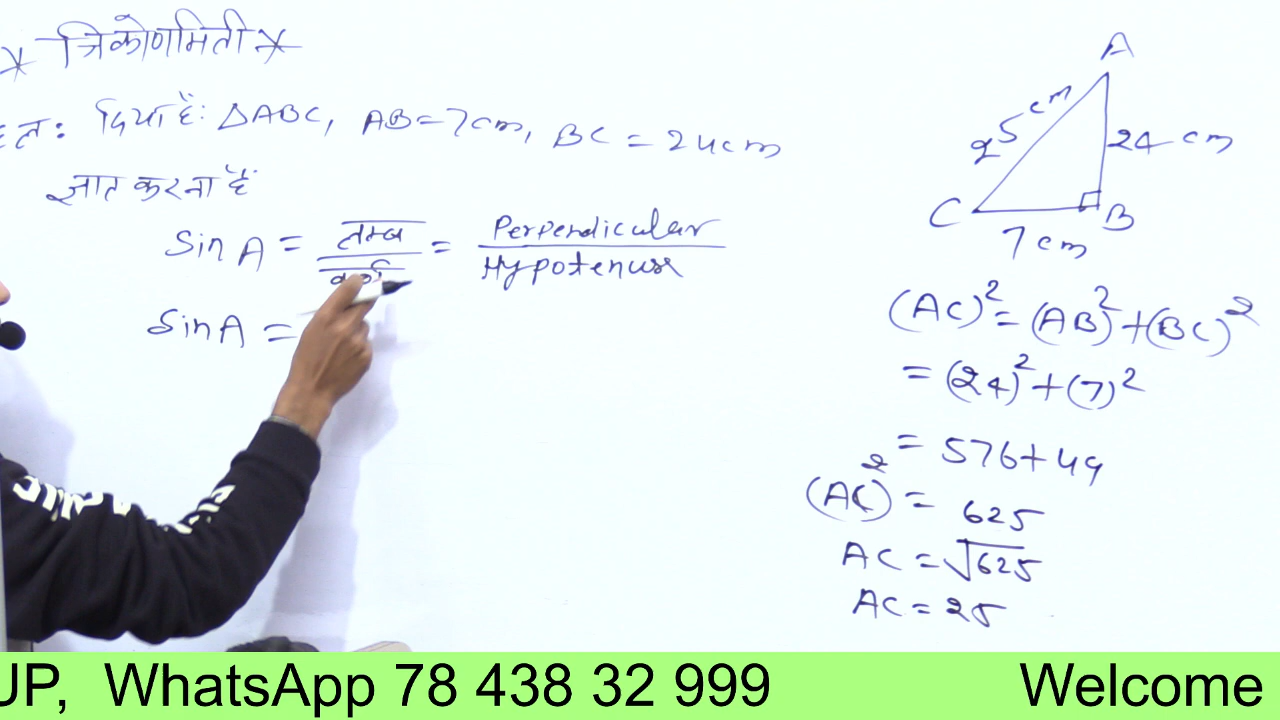 * त्रिकोणमिती *
हल: दिया है: △ABC, AB=7cm, BC=24cm
ज्ञात करना है
Sin A = लम्ब/कर्ण = Perpendicular/Hypotenuse
Sin A =
A
25 cm
24 cm
C
B
7 cm
(AC)² = (AB)² + (BC)²
= (24)² + (7)²
= 576 + 49
(AC)² = 625
AC = √625
AC = 25
UP, WhatsApp 78 438 32 999 Welcome